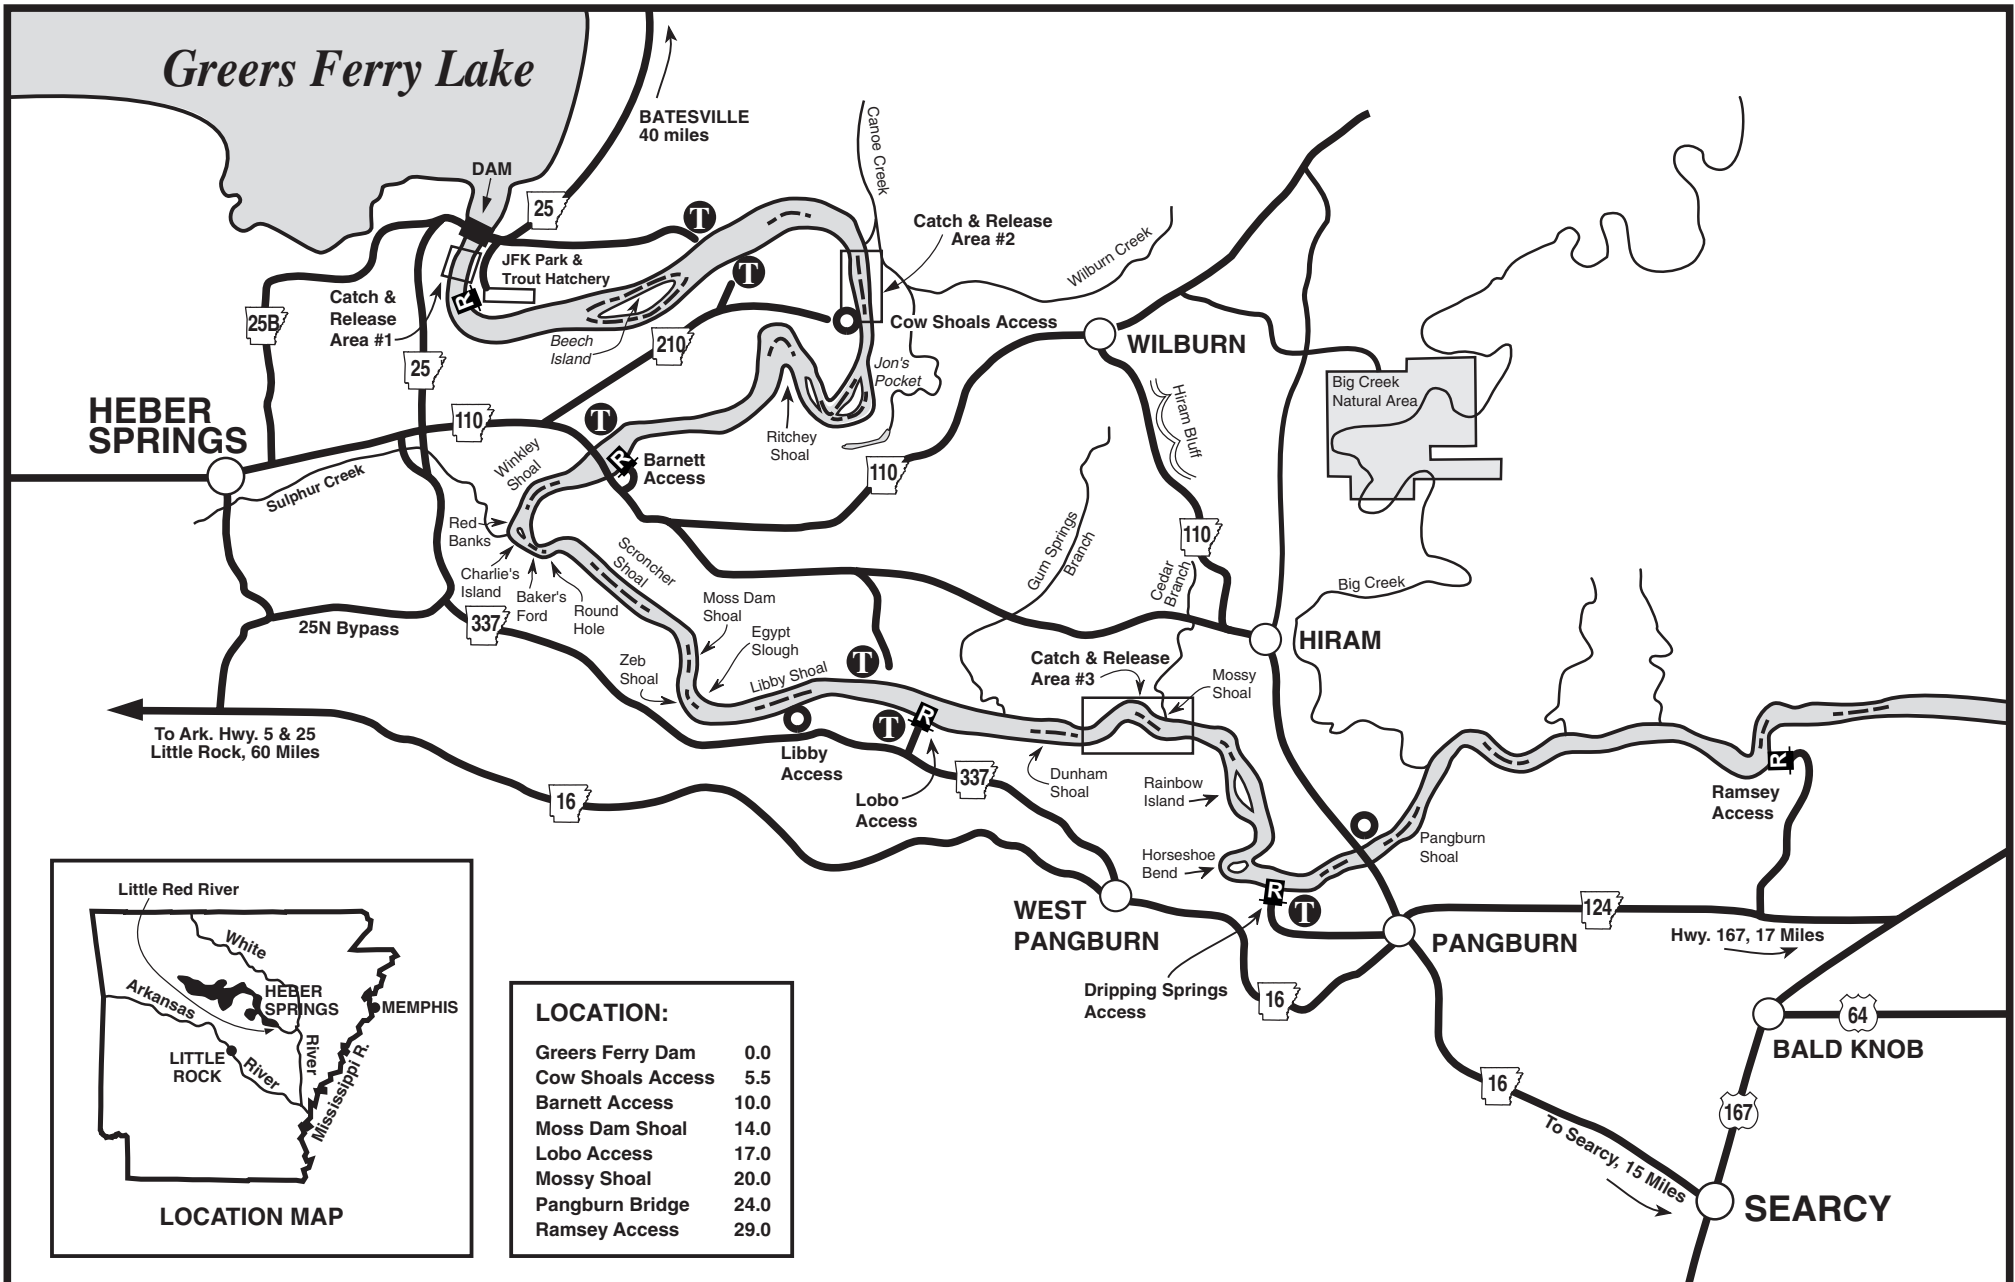 Greers Ferry Lake
BATESVILLE
40 miles
DAM
25
T
Canoe Creek
Catch & Release
Area #2
JFK Park &
Trout Hatchery
T
Wilburn Creek
R
Catch &
Release
Area #1
25B
25
Beech
Island
210
Cow Shoals Access
WILBURN
Jon's
Pocket
Big Creek
Natural Area
HEBER
SPRINGS
110
T
Hiram Bluff
Ritchey
Shoal
Winkley
Shoal
R
Barnett
Access
110
Sulphur Creek
Red
Banks
Gum Springs
Branch
110
Scroncher
Shoal
Charlie's
Island
Baker's
Ford
Round
Hole
Moss Dam
Shoal
Cedar
Branch
Big Creek
25N Bypass
337
Egypt
Slough
HIRAM
Zeb
Shoal
Libby Shoal
T
Catch & Release
Area #3
Mossy
Shoal
To Ark. Hwy. 5 & 25
Little Rock, 60 Miles
T
R
Libby
Access
Dunham
Shoal
Rainbow
Island
R
Ramsey
Access
16
337
Lobo
Access
Pangburn
Shoal
Horseshoe
Bend
R
T
WEST
PANGBURN
124
PANGBURN
Hwy. 167, 17 Miles
Dripping Springs
Access
16
64
BALD KNOB
16
167
To Searcy, 15 Miles
SEARCY
Little Red River
White
HEBER
SPRINGS
Arkansas
MEMPHIS
LITTLE
ROCK
River
River
Mississippi R.
LOCATION MAP
LOCATION:
Greers Ferry Dam 0.0
Cow Shoals Access 5.5
Barnett Access 10.0
Moss Dam Shoal 14.0
Lobo Access 17.0
Mossy Shoal 20.0
Pangburn Bridge 24.0
Ramsey Access 29.0